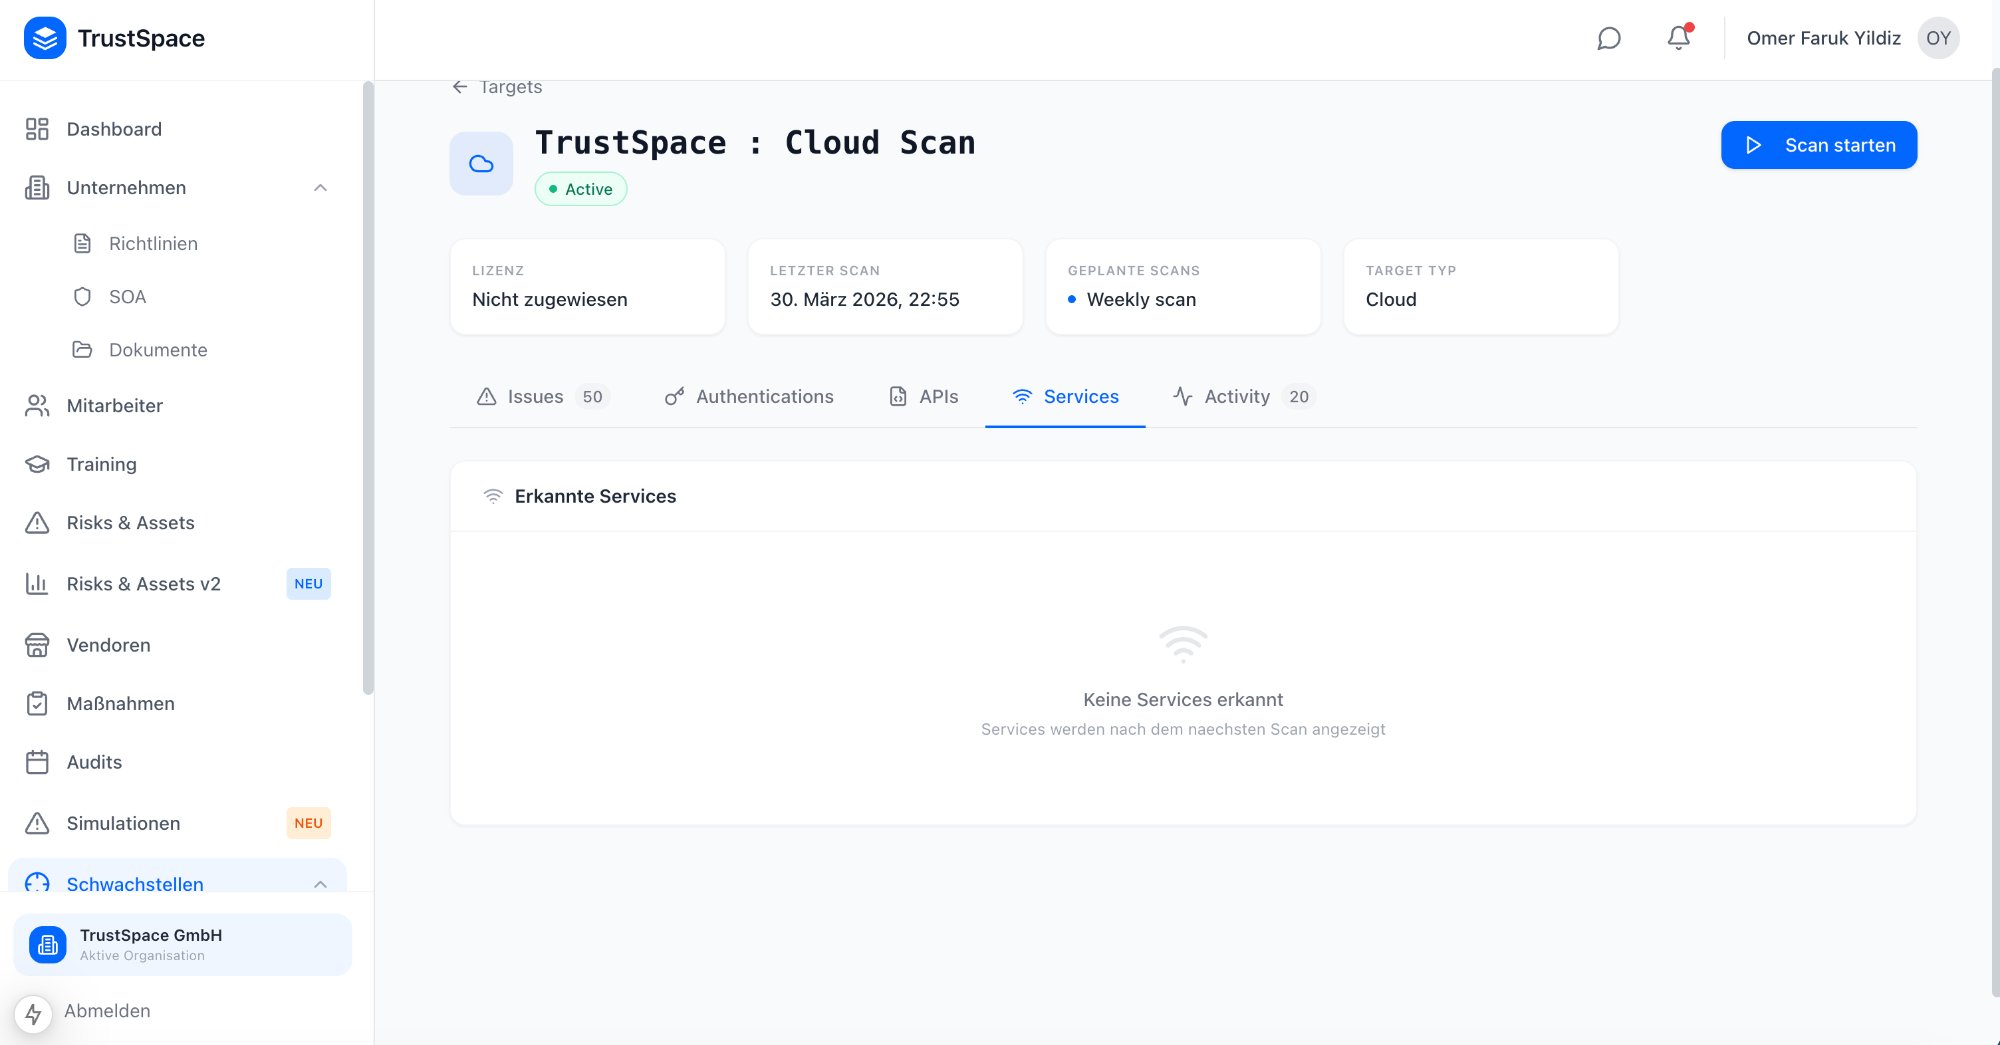 TrustSpace
Omer Faruk Yildiz
OY
Dashboard
Unternehmen
Richtlinien
SOA
Dokumente
Mitarbeiter
Training
Risks & Assets
Risks & Assets v2
NEU
Vendoren
Maßnahmen
Audits
Simulationen
NEU
Schwachstellen
TrustSpace GmbH
Aktive Organisation
Abmelden
Targets
TrustSpace : Cloud Scan
Active
Scan starten
LIZENZ
Nicht zugewiesen
LETZTER SCAN
30. März 2026, 22:55
GEPLANTE SCANS
Weekly scan
TARGET TYP
Cloud
Issues 50
Authentications
APIs
Services
Activity 20
Erkannte Services
Keine Services erkannt
Services werden nach dem naechsten Scan angezeigt